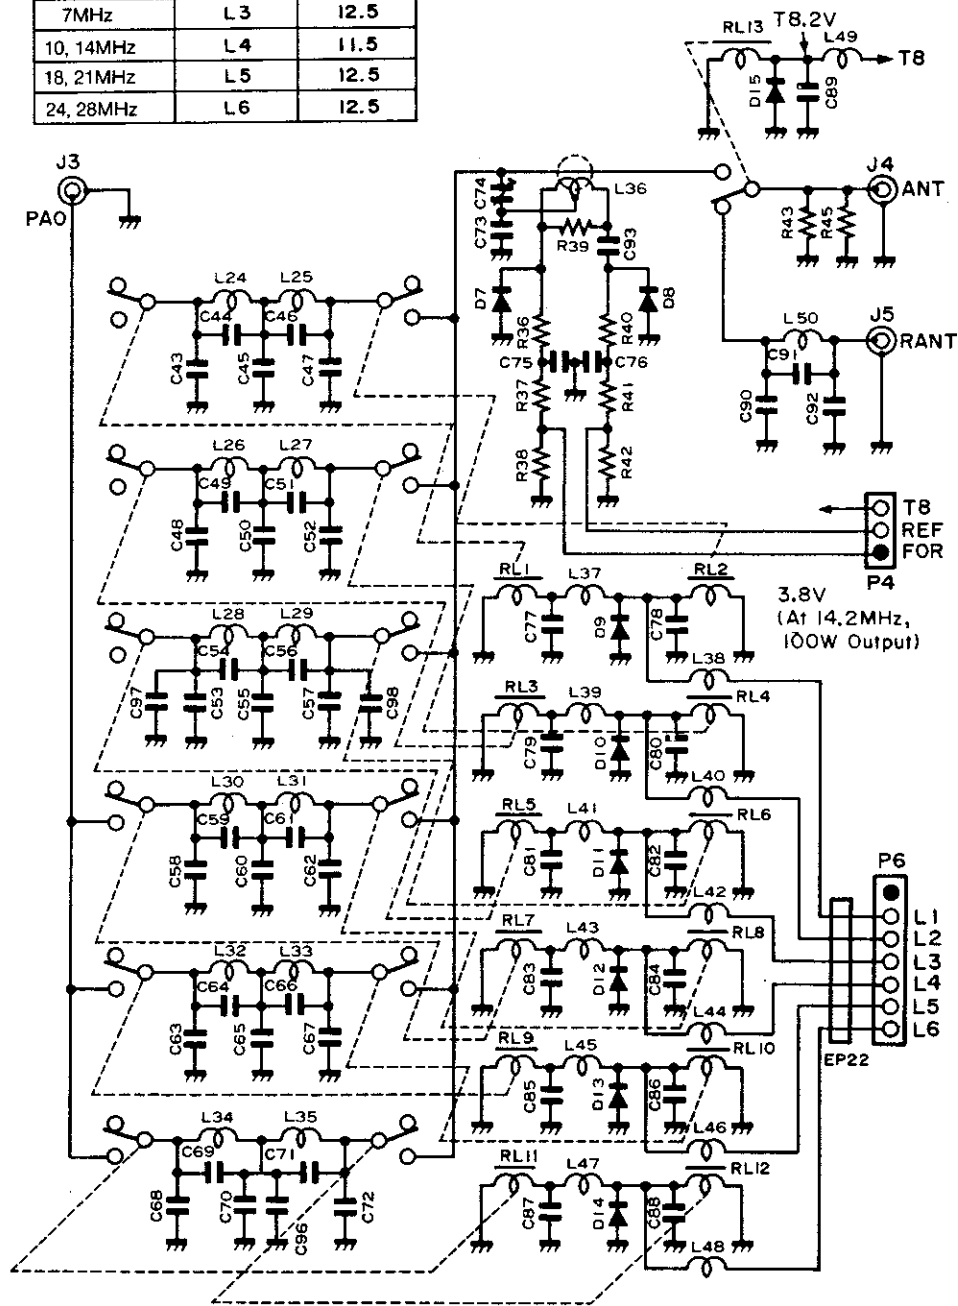 7MHz L3 12.5
10, 14MHz L4 11.5
18, 21MHz L5 12.5
24, 28MHz L6 12.5
T8.2V
RL13 L49
T8
D15 C89
J3
PAO
C74 L36
C73 R39 C93
J4
ANT
R43 R45
L24 L25
C44 C46
C43 C45 C47
D7 D8
R36 R40
C75 C76
R37 R41
R38 R42
L50
C91
J5
RANT
C90 C92
L26 L27
C49 C51
C48 C50 C52
T8
REF
FOR
P4
3.8V
(At 14.2MHz,
100W Output)
RL1 L37 RL2
C77 D9 C78
L38
L28 L29
C54 C56
C97 C53 C55 C57 C98
RL3 L39 RL4
C79 D10 C80
L40
L30 L31
C59 C61
C58 C60 C62
RL5 L41 RL6
C81 D11 C82
L42
P6
L1
L2
L3
L4
L5
L6
EP22
RL7 L43 RL8
C83 D12 C84
L44
L32 L33
C64 C66
C63 C65 C67
RL9 L45 RL10
C85 D13 C86
L46
L34 L35
C69 C71
C68 C70 C96 C72
RL11 L47 RL12
C87 D14 C88
L48